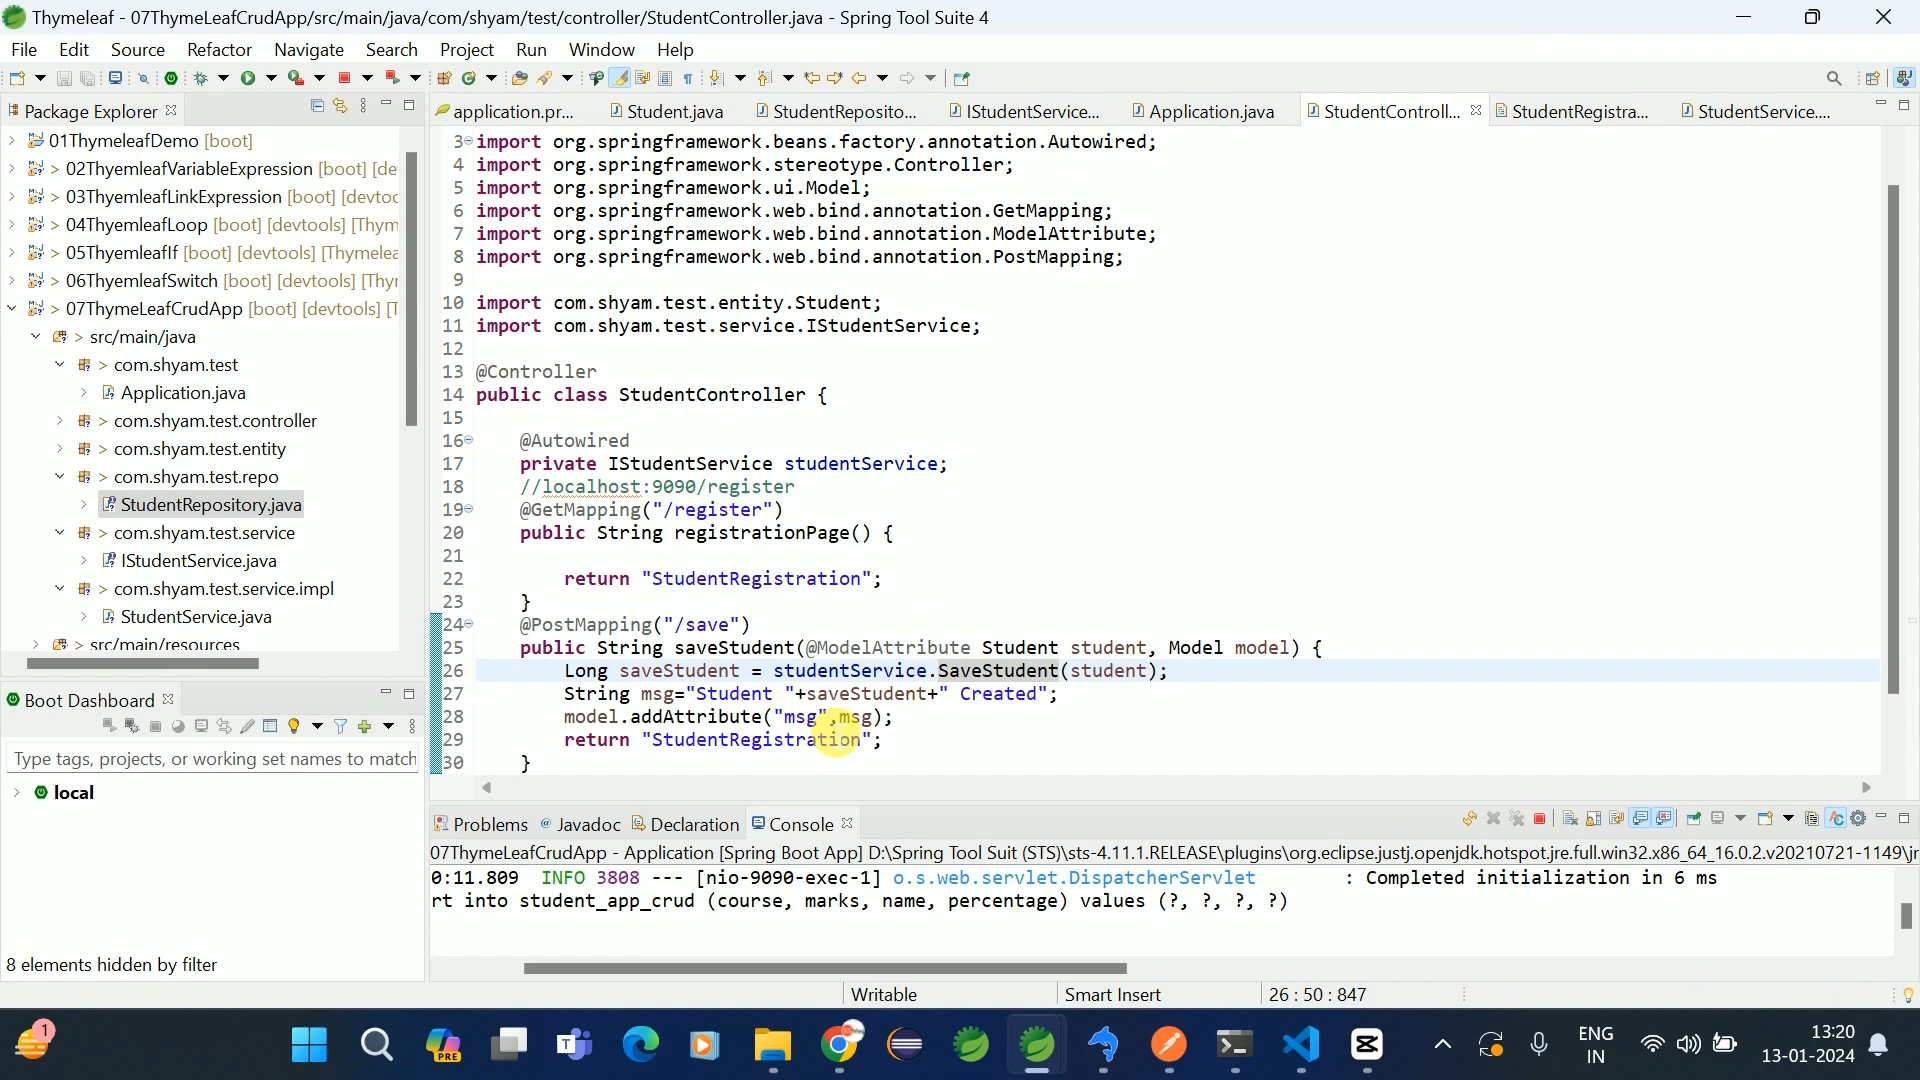 Thymeleaf - 07ThymeLeafCrudApp/src/main/java/com/shyam/test/controller/StudentController.java - Spring Tool Suite 4
File Edit Source Refactor Navigate Search Project Run Window Help
Package Explorer
application.pr... Student.java StudentReposito... IStudentService... Application.java StudentControll... StudentRegistra... StudentService....
01ThymeleafDemo [boot]
> 02ThyemleafVariableExpression [boot] [de
> 03ThyemleafLinkExpression [boot] [devtoc
> 04ThyemleafLoop [boot] [devtools] [Thym
> 05ThyemleafIf [boot] [devtools] [Thymelea
> 06ThyemleafSwitch [boot] [devtools] [Thyr
> 07ThymeLeafCrudApp [boot] [devtools] [T
> src/main/java
> com.shyam.test
Application.java
> com.shyam.test.controller
> com.shyam.test.entity
> com.shyam.test.repo
StudentRepository.java
> com.shyam.test.service
IStudentService.java
> com.shyam.test.service.impl
StudentService.java
> src/main/resources
3 import org.springframework.beans.factory.annotation.Autowired;
4 import org.springframework.stereotype.Controller;
5 import org.springframework.ui.Model;
6 import org.springframework.web.bind.annotation.GetMapping;
7 import org.springframework.web.bind.annotation.ModelAttribute;
8 import org.springframework.web.bind.annotation.PostMapping;
9
10 import com.shyam.test.entity.Student;
11 import com.shyam.test.service.IStudentService;
12
13 @Controller
14 public class StudentController {
15
16 @Autowired
17 private IStudentService studentService;
18 //localhost:9090/register
19 @GetMapping("/register")
20 public String registrationPage() {
21
22 return "StudentRegistration";
23 }
24 @PostMapping("/save")
25 public String saveStudent(@ModelAttribute Student student, Model model) {
26 Long saveStudent = studentService.SaveStudent(student);
27 String msg="Student "+saveStudent+" Created";
28 model.addAttribute("msg",msg);
29 return "StudentRegistration";
30 }
Boot Dashboard
Type tags, projects, or working set names to match
local
8 elements hidden by filter
Problems Javadoc Declaration Console
07ThymeLeafCrudApp - Application [Spring Boot App] D:\Spring Tool Suit (STS)\sts-4.11.1.RELEASE\plugins\org.eclipse.justj.openjdk.hotspot.jre.full.win32.x86_64_16.0.2.v20210721-1149\jr
0:11.809 INFO 3808 --- [nio-9090-exec-1] o.s.web.servlet.DispatcherServlet : Completed initialization in 6 ms
rt into student_app_crud (course, marks, name, percentage) values (?, ?, ?, ?)
Writable
Smart Insert
26 : 50 : 847
1
PRE
ENG
IN
13:20
13-01-2024